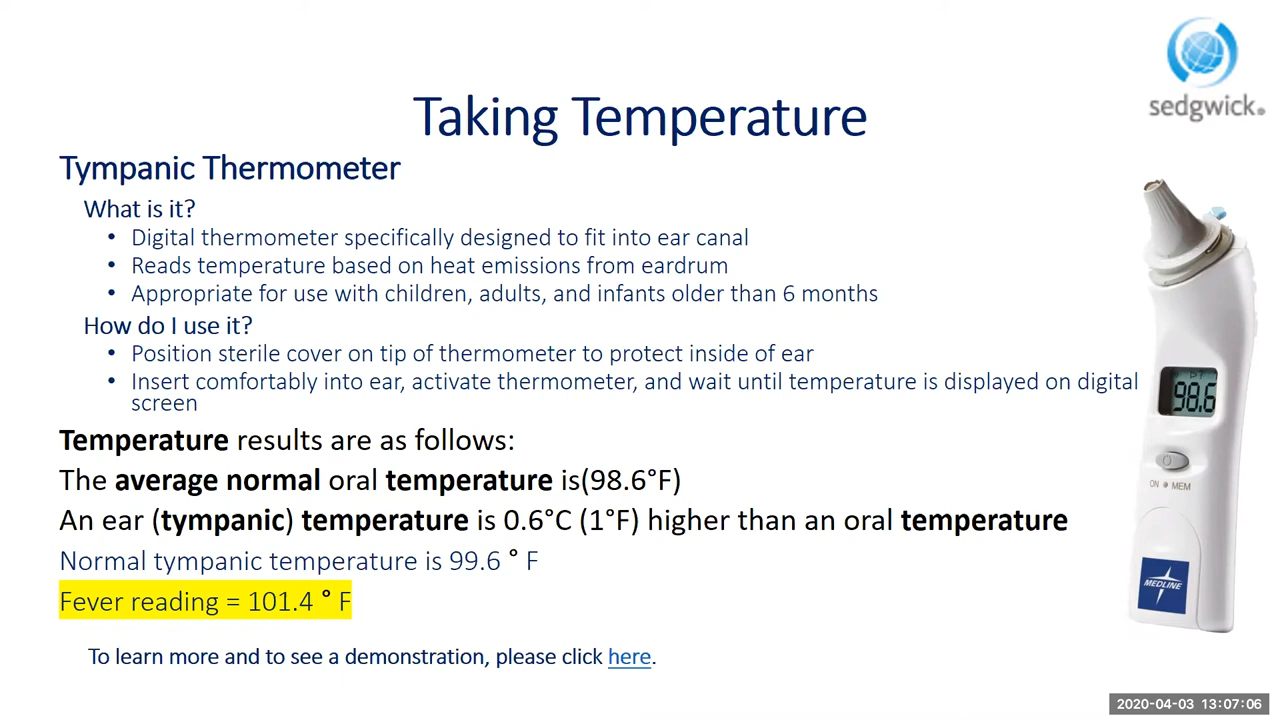 sedgwick®
Taking Temperature
Tympanic Thermometer
What is it?
• Digital thermometer specifically designed to fit into ear canal
• Reads temperature based on heat emissions from eardrum
• Appropriate for use with children, adults, and infants older than 6 months
How do I use it?
• Position sterile cover on tip of thermometer to protect inside of ear
• Insert comfortably into ear, activate thermometer, and wait until temperature is displayed on digital
screen
98.6
Temperature results are as follows:
The average normal oral temperature is(98.6°F)
ON MEM
An ear (tympanic) temperature is 0.6°C (1°F) higher than an oral temperature
Normal tympanic temperature is 99.6 ° F
MEDLINE
Fever reading = 101.4 ° F
To learn more and to see a demonstration, please click here.
2020-04-03 13:07:06